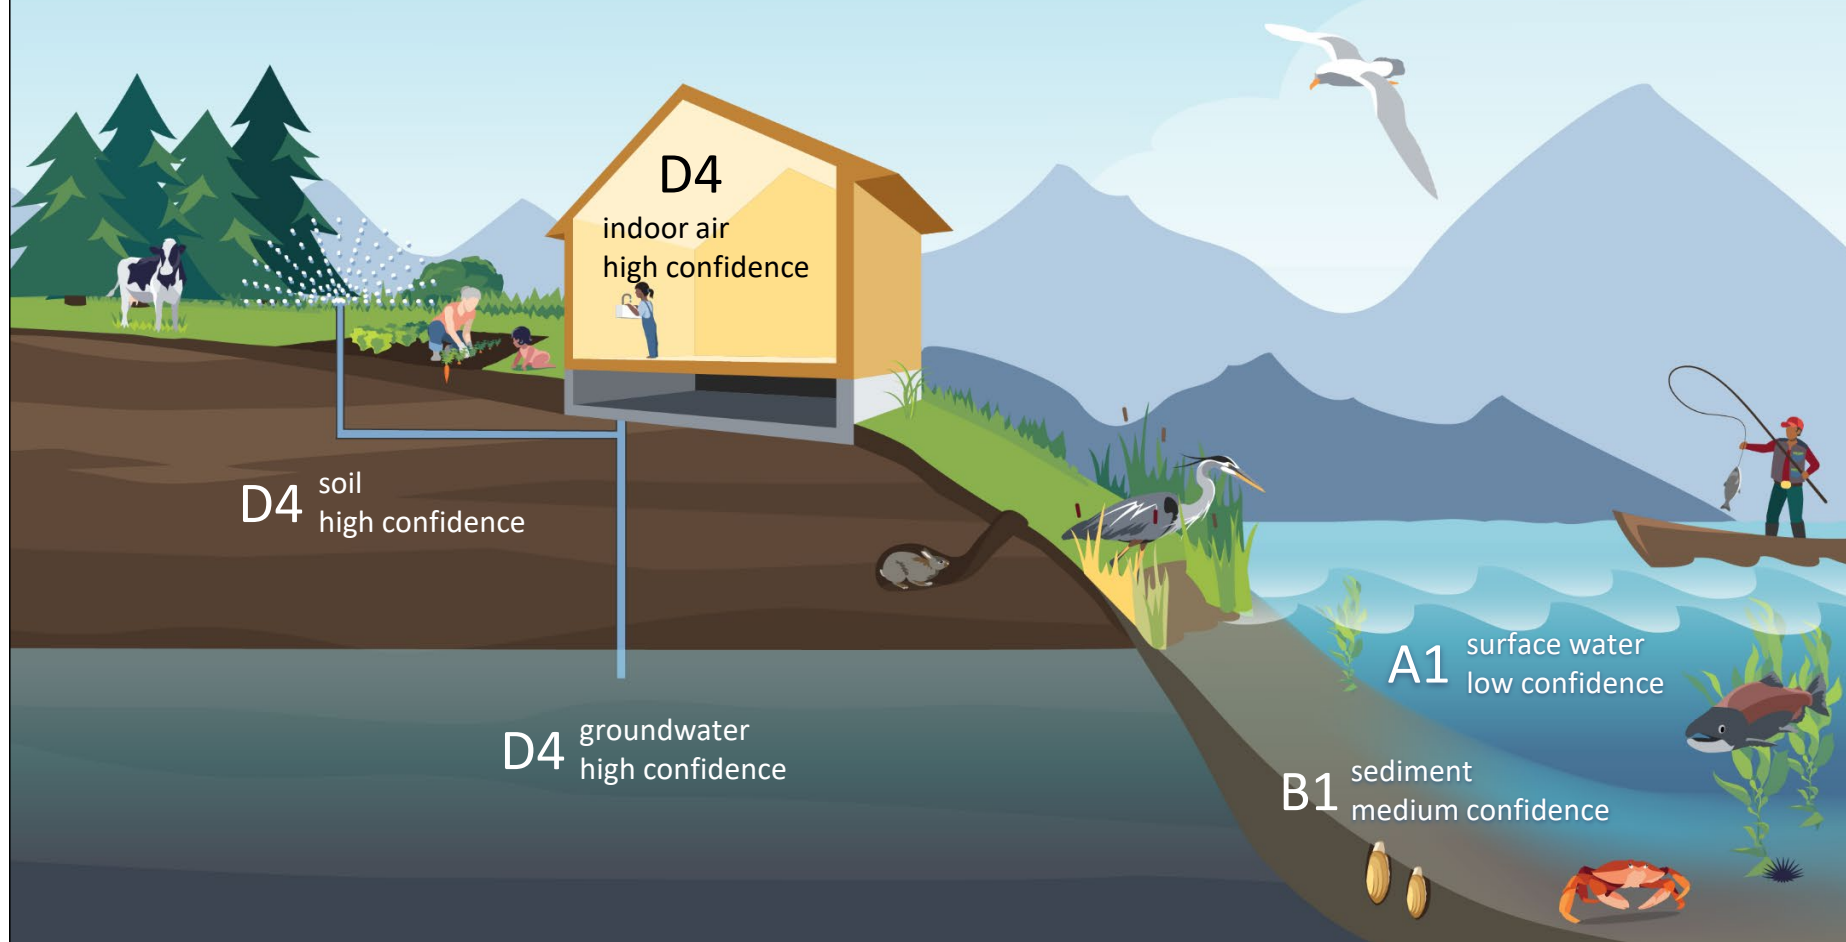 D4
indoor air
high confidence
D4
soil
high confidence
D4
groundwater
high confidence
A1
surface water
low confidence
B1
sediment
medium confidence